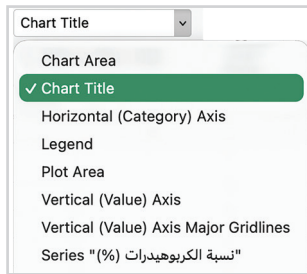 Chart Title
Chart Area
✓ Chart Title
Horizontal (Category) Axis
Legend
Plot Area
Vertical (Value) Axis
Vertical (Value) Axis Major Gridlines
Series "نسبة الكربوهيدرات (%)"